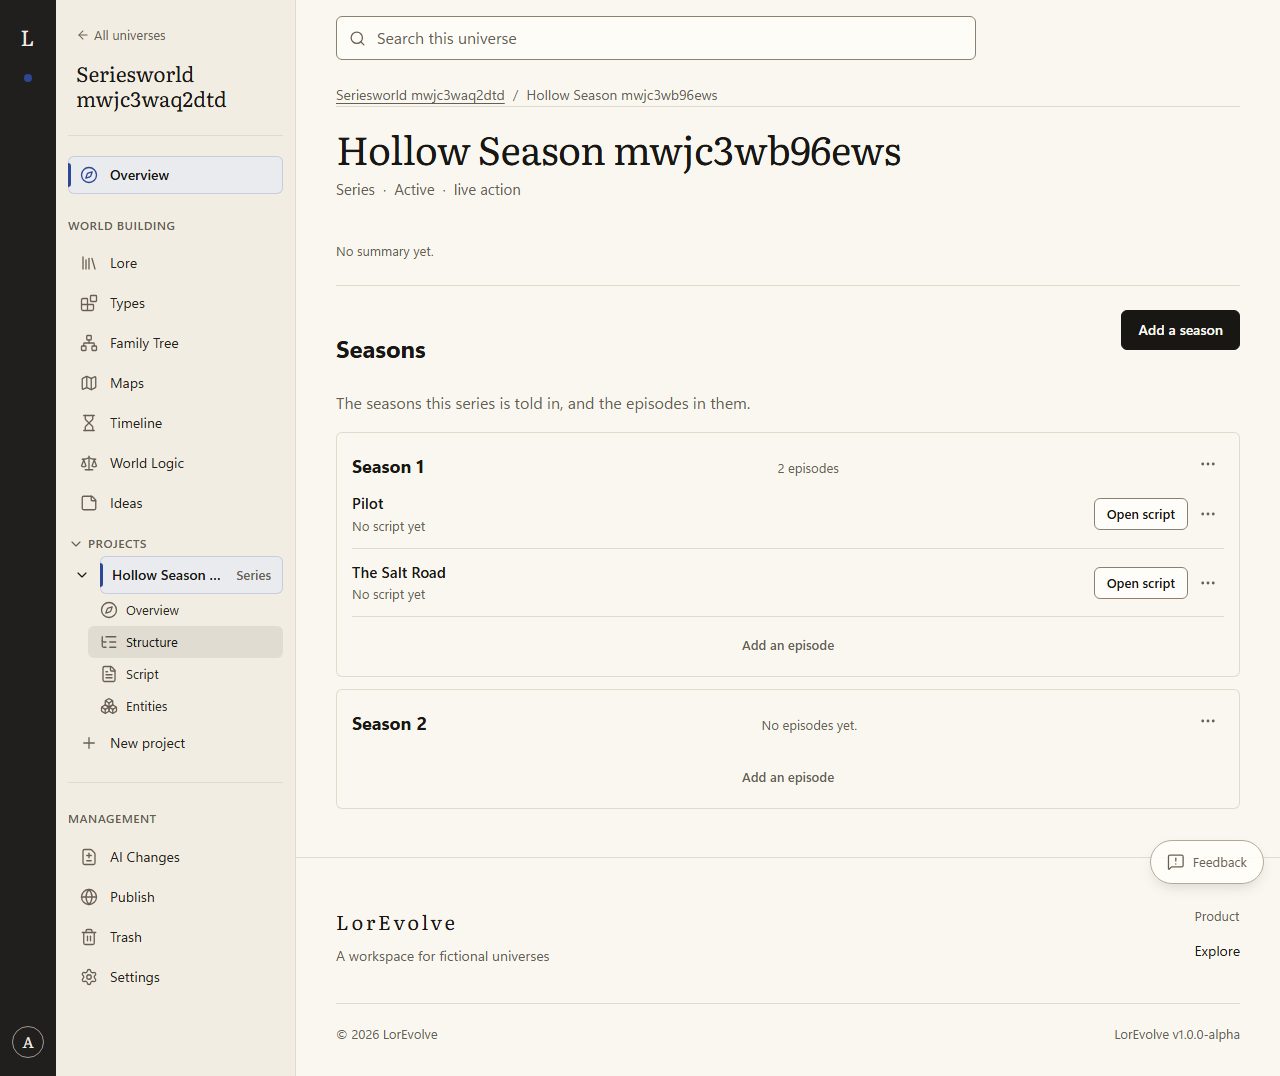 L
← All universes
Seriesworld
mwjc3waq2dtd
Overview
WORLD BUILDING
Lore
Types
Family Tree
Maps
Timeline
World Logic
Ideas
PROJECTS
Hollow Season ... Series
Overview
Structure
Script
Entities
New project
MANAGEMENT
AI Changes
Publish
Trash
Settings
A
Search this universe
Seriesworld mwjc3waq2dtd / Hollow Season mwjc3wb96ews
Hollow Season mwjc3wb96ews
Series · Active · live action
No summary yet.
Add a season
Seasons
The seasons this series is told in, and the episodes in them.
Season 1 2 episodes
Pilot
No script yet
Open script
The Salt Road
No script yet
Open script
Add an episode
Season 2 No episodes yet.
Add an episode
Feedback
LorEvolve
A workspace for fictional universes
Product
Explore
© 2026 LorEvolve
LorEvolve v1.0.0-alpha